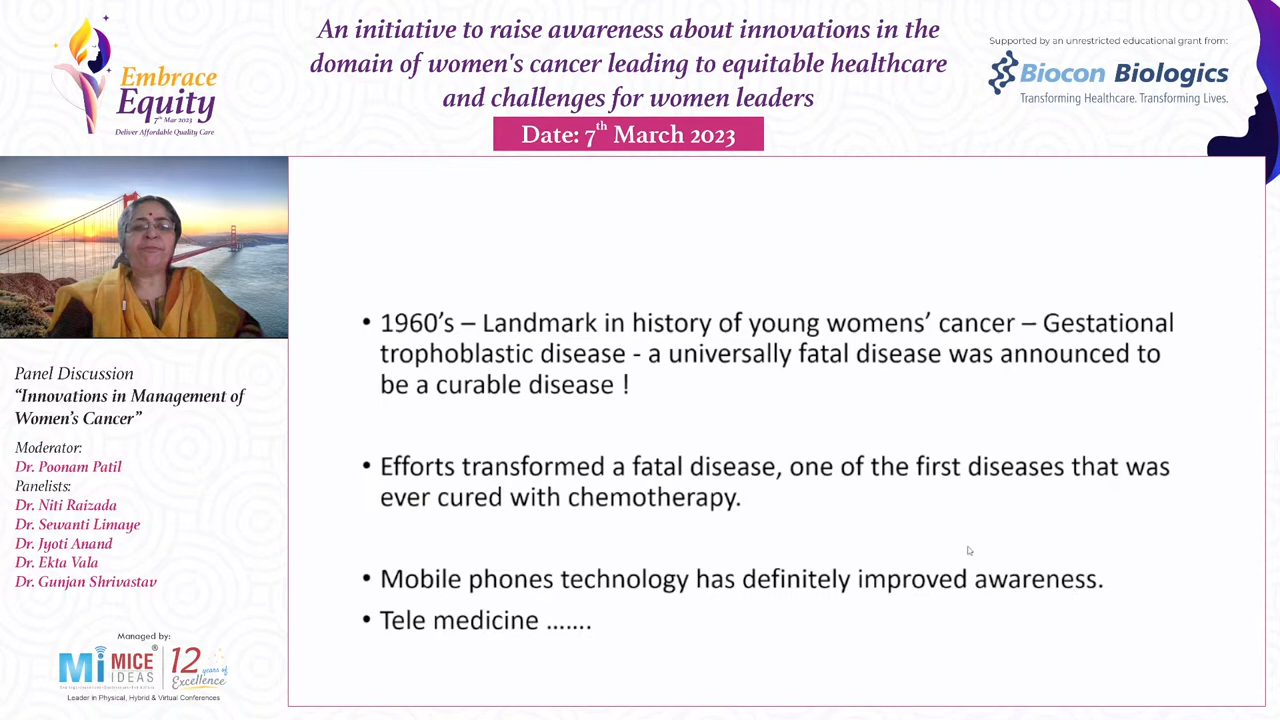 An initiative to raise awareness about innovations in the
domain of women's cancer leading to equitable healthcare
and challenges for women leaders
Date: 7th March 2023
Embrace
Equity
7th Mar 2023
Deliver Affordable Quality Care
Supported by an unrestricted educational grant from:
Biocon Biologics
Transforming Healthcare. Transforming Lives.
Panel Discussion
“Innovations in Management of
Women’s Cancer”
Moderator:
Dr. Poonam Patil
Panelists:
Dr. Niti Raizada
Dr. Sewanti Limaye
Dr. Jyoti Anand
Dr. Ekta Vala
Dr. Gunjan Shrivastav
Managed by:
Mi MICE IDEAS ®
12 years of Excellence
Leader in Physical, Hybrid & Virtual Conferences
• 1960’s – Landmark in history of young womens’ cancer – Gestational
trophoblastic disease - a universally fatal disease was announced to
be a curable disease !
• Efforts transformed a fatal disease, one of the first diseases that was
ever cured with chemotherapy.
• Mobile phones technology has definitely improved awareness.
• Tele medicine …….